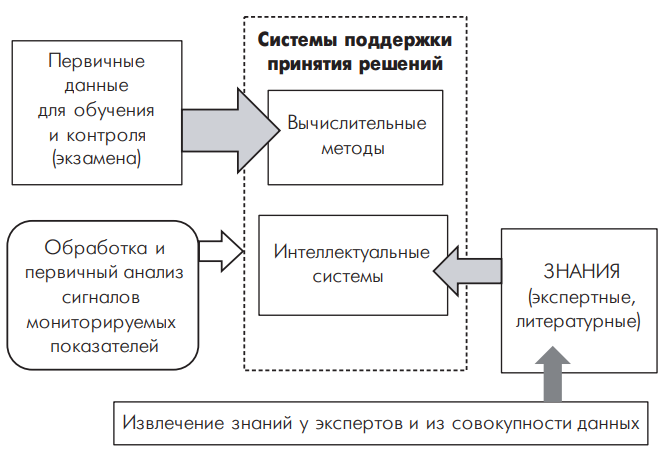 Системы поддержки
принятия решений
Первичные
данные
для обучения
и контроля
(экзамена)
Вычислительные
методы
Обработка и
первичный анализ
сигналов
мониторируемых
показателей
Интеллектуальные
системы
ЗНАНИЯ
(экспертные,
литературные)
Извлечение знаний у экспертов и из совокупности данных